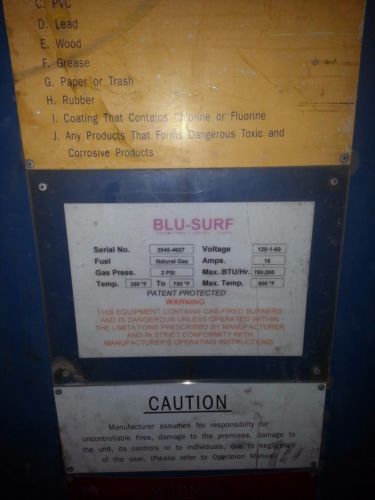 C. PVC
D. Lead
E. Wood
F. Grease
G. Paper or Trash
H. Rubber
I. Coating That Contains Chlorine or Fluorine
J. Any Products That Forms Dangerous Toxic and
Corrosive Products
BLU-SURF
Serial No. 3945-4607 Voltage 120-1-60
Fuel Natural Gas Amps. 15
Gas Press. 2 PSI Max. BTU/Hr. 780,000
Temp. 350 °F To 750 °F Max. Temp. 800 °F
PATENT PROTECTED
WARNING
THIS EQUIPMENT CONTAINS GAS FIRED BURNERS
AND IS DANGEROUS UNLESS OPERATED WITHIN
THE LIMITATIONS PRESCRIBED BY MANUFACTURER
AND IN STRICT CONFORMITY WITH
MANUFACTURER'S OPERATING INSTRUCTIONS
CAUTION
Manufacturer assumes No responsiblity for
uncontrollable fires, damage to the premises, damage to
the unit, its controls or to individuals, due to negligence
of the user. (Please refer to Operation Manual)